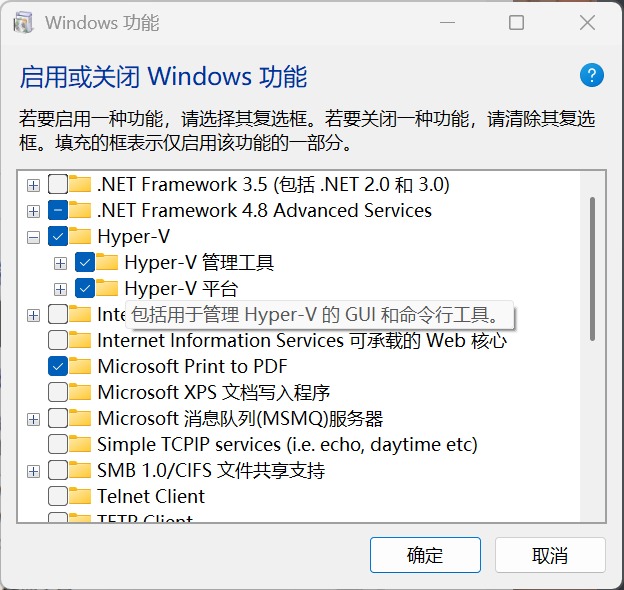 Windows 功能
启用或关闭 Windows 功能
?
若要启用一种功能，请选择其复选框。若要关闭一种功能，请清除其复选
框。填充的框表示仅启用该功能的一部分。
.NET Framework 3.5 (包括 .NET 2.0 和 3.0)
.NET Framework 4.8 Advanced Services
Hyper-V
Hyper-V 管理工具
Hyper-V 平台
包括用于管理 Hyper-V 的 GUI 和命令行工具。
Internet Information Services 可承载的 Web 核心
Microsoft Print to PDF
Microsoft XPS 文档写入程序
Microsoft 消息队列(MSMQ)服务器
Simple TCPIP services (i.e. echo, daytime etc)
SMB 1.0/CIFS 文件共享支持
Telnet Client
TFTP Client
确定
取消